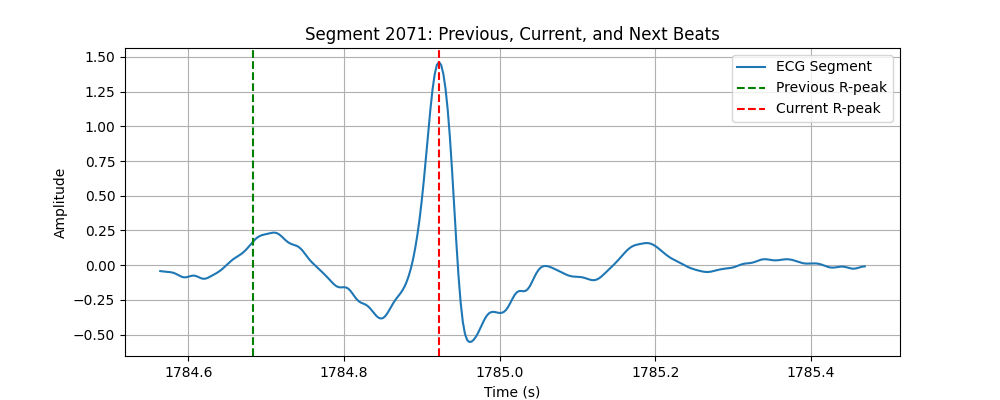 Segment 2071: Previous, Current, and Next Beats
ECG Segment
Previous R-peak
Current R-peak
1.50
1.25
1.00
0.75
0.50
0.25
0.00
−0.25
−0.50
Amplitude
1784.6 1784.8 1785.0 1785.2 1785.4
Time (s)